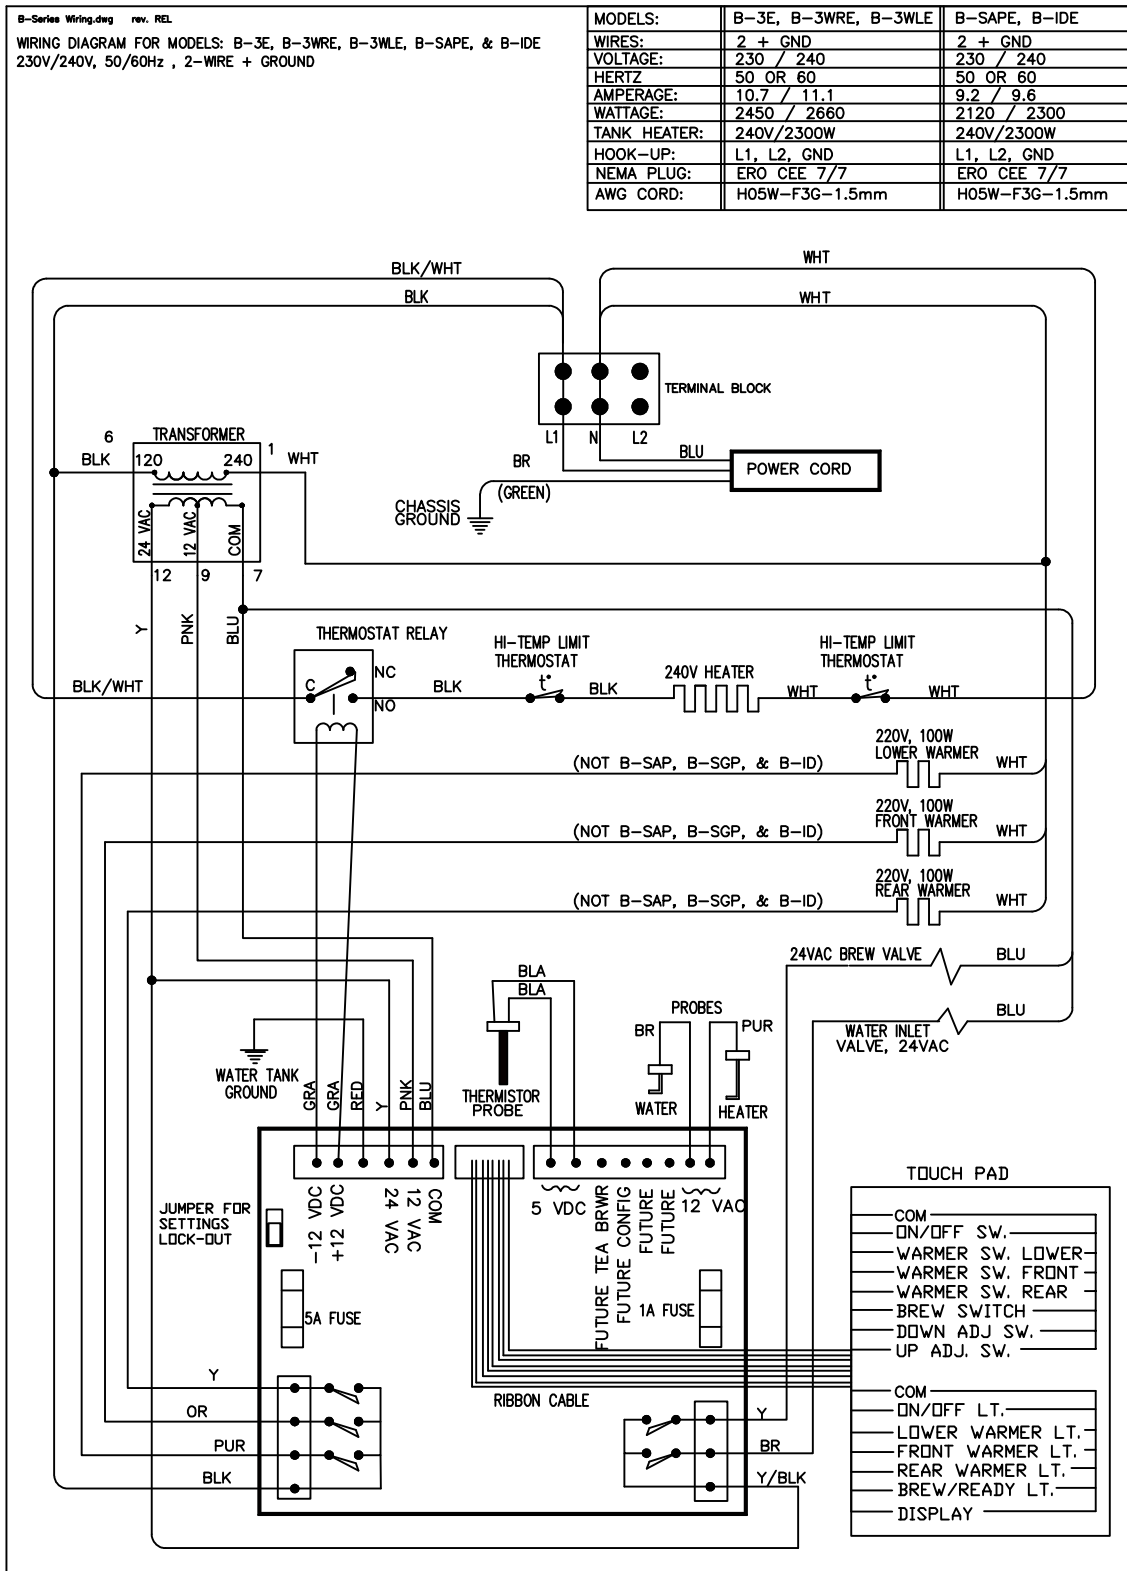 B-Series Wiring.dwg rev. REL
WIRING DIAGRAM FOR MODELS: B-3E, B-3WRE, B-3WLE, B-SAPE, & B-IDE
230V/240V, 50/60Hz , 2-WIRE + GROUND
MODELS: B-3E, B-3WRE, B-3WLE B-SAPE, B-IDE
WIRES: 2 + GND 2 + GND
VOLTAGE: 230 / 240 230 / 240
HERTZ 50 OR 60 50 OR 60
AMPERAGE: 10.7 / 11.1 9.2 / 9.6
WATTAGE: 2450 / 2660 2120 / 2300
TANK HEATER: 240V/2300W 240V/2300W
HOOK-UP: L1, L2, GND L1, L2, GND
NEMA PLUG: ERO CEE 7/7 ERO CEE 7/7
AWG CORD: H05W-F3G-1.5mm H05W-F3G-1.5mm
WHT
BLK/WHT
BLK
WHT
TERMINAL BLOCK
L1 N L2
6 TRANSFORMER 1
BLK 120 240 WHT
BR BLU
POWER CORD
(GREEN)
CHASSIS
GROUND
24 VAC
12 VAC
COM
12 9 7
Y
PNK
BLU
THERMOSTAT RELAY
HI-TEMP LIMIT
THERMOSTAT
HI-TEMP LIMIT
THERMOSTAT
240V HEATER
NC
C
NO
t°
t°
BLK/WHT
BLK
BLK
WHT
WHT
220V, 100W
LOWER WARMER
(NOT B-SAP, B-SGP, & B-ID)
WHT
220V, 100W
FRONT WARMER
(NOT B-SAP, B-SGP, & B-ID)
WHT
220V, 100W
REAR WARMER
(NOT B-SAP, B-SGP, & B-ID)
WHT
24VAC BREW VALVE
BLU
BLA
BLA
PROBES
BR
PUR
BLU
WATER INLET
VALVE, 24VAC
WATER TANK
GROUND
GRA
GRA
RED
Y
PNK
BLU
THERMISTOR
PROBE
WATER
HEATER
JUMPER FOR
SETTINGS
LOCK-OUT
-12 VDC
+12 VDC
24 VAC
12 VAC
COM
5 VDC
FUTURE TEA BRWR
FUTURE CONFIG
FUTURE
FUTURE
12 VAC
5A FUSE
1A FUSE
RIBBON CABLE
Y
OR
PUR
BLK
Y
BR
Y/BLK
TOUCH PAD
COM
ON/OFF SW.
WARMER SW. LOWER
WARMER SW. FRONT
WARMER SW. REAR
BREW SWITCH
DOWN ADJ SW.
UP ADJ. SW.
COM
ON/OFF LT.
LOWER WARMER LT.
FRONT WARMER LT.
REAR WARMER LT.
BREW/READY LT.
DISPLAY